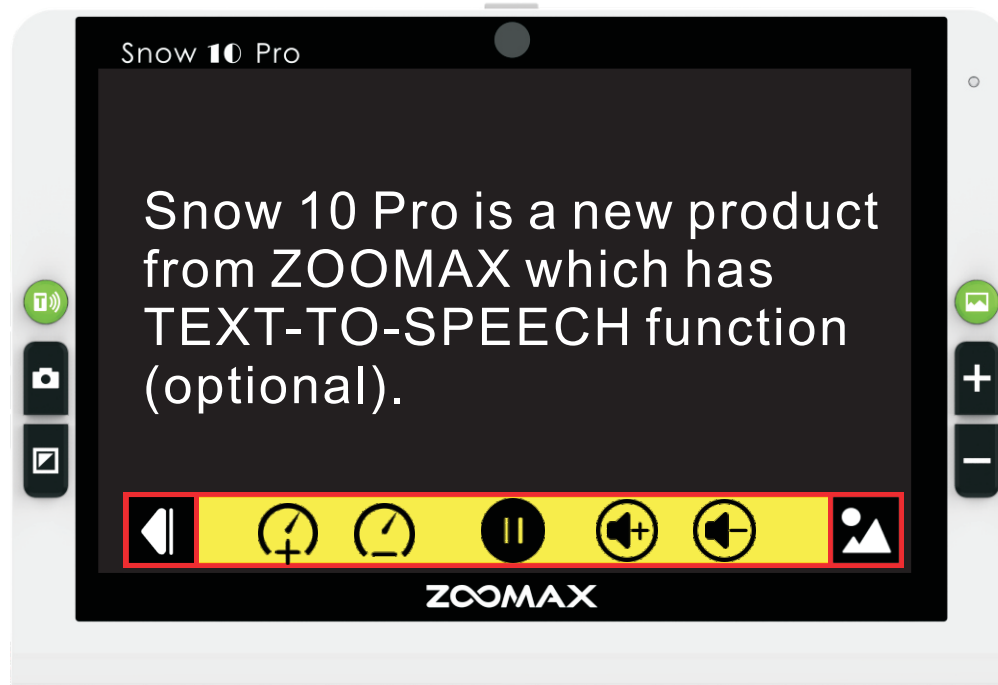 Snow 10 Pro
Snow 10 Pro is a new product
from ZOOMAX which has
TEXT-TO-SPEECH function
(optional).
T
ZOOMAX